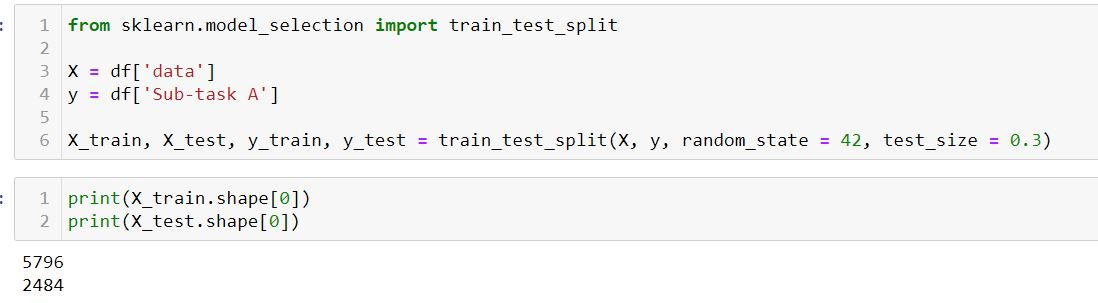 :
1 from sklearn.model_selection import train_test_split
2
3 X = df['data']
4 y = df['Sub-task A']
5
6 X_train, X_test, y_train, y_test = train_test_split(X, y, random_state = 42, test_size = 0.3)
:
1 print(X_train.shape[0])
2 print(X_test.shape[0])
5796
2484